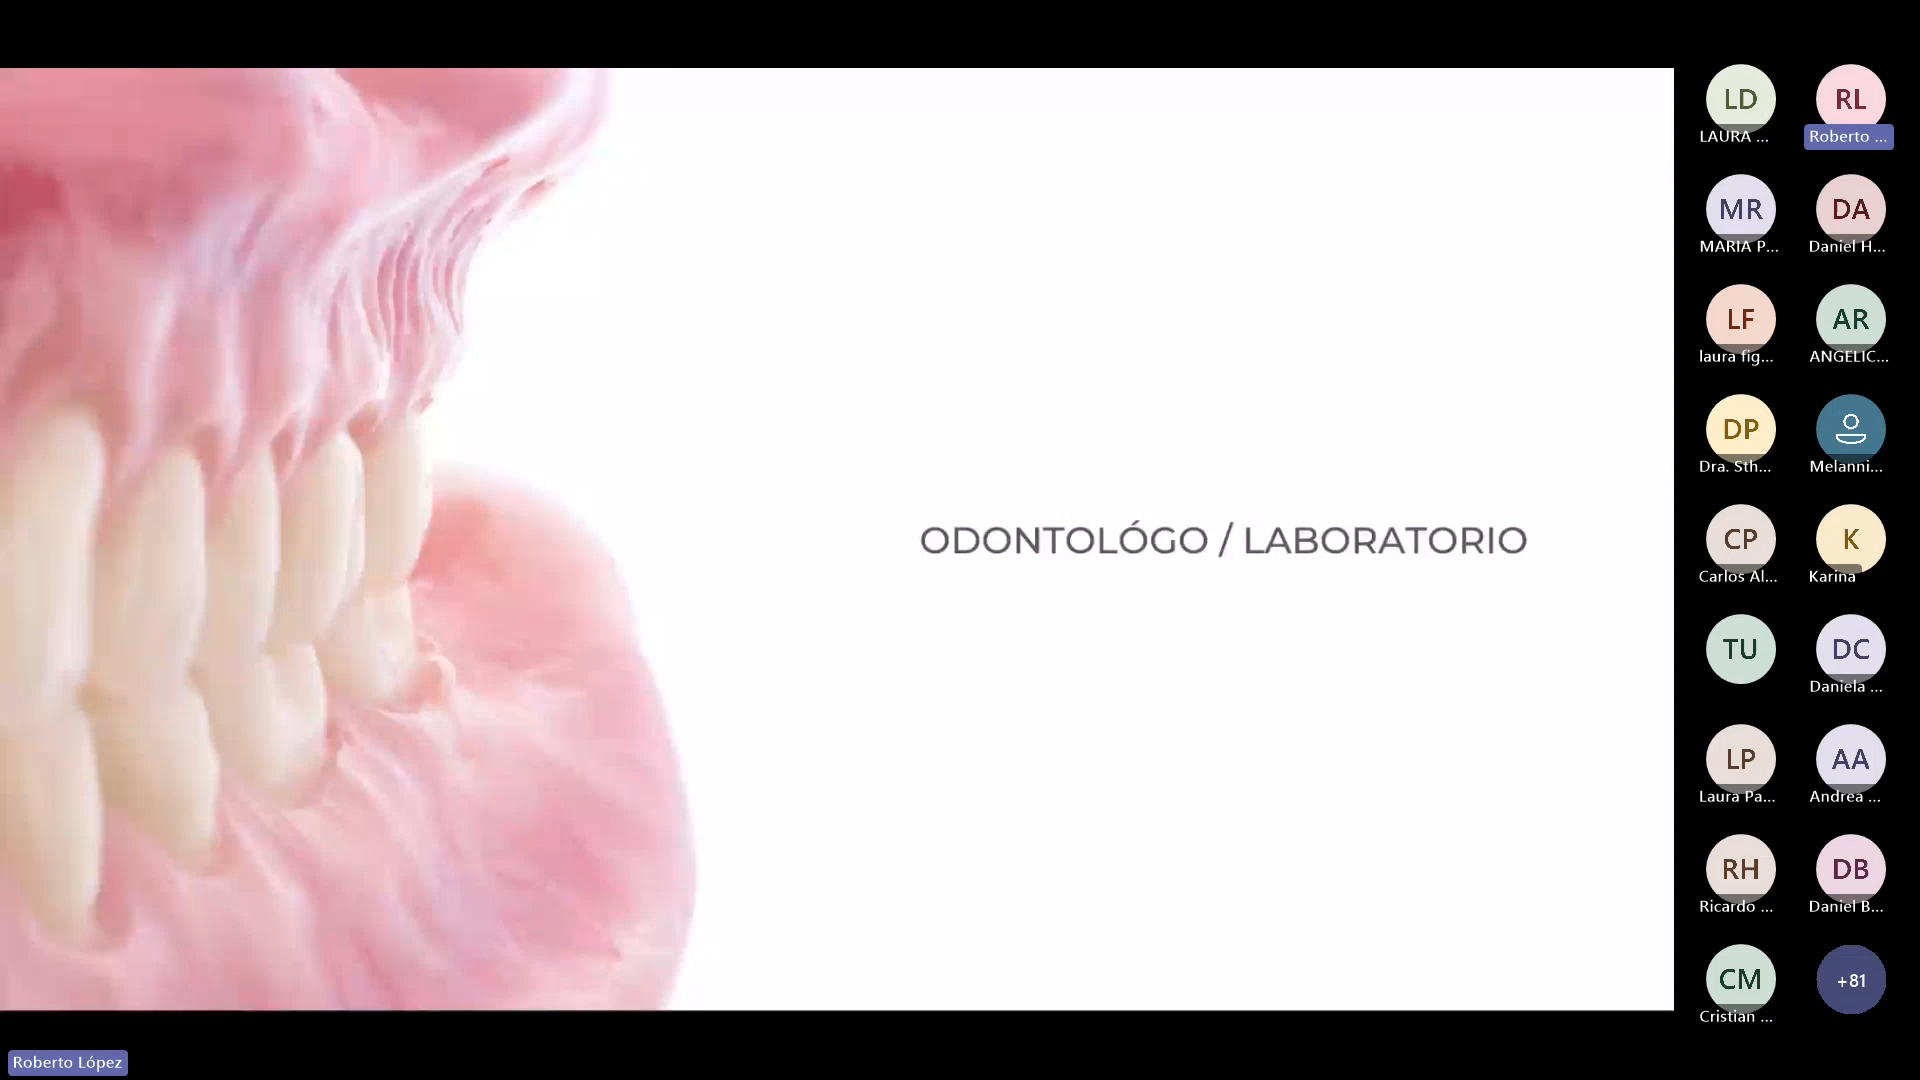 ODONTOLÓGO / LABORATORIO
LD
LAURA ...
RL
Roberto ...
MR
MARIA P...
DA
Daniel H...
LF
laura fig...
AR
ANGELIC...
DP
Dra. Sth...
Melanni...
CP
Carlos Al...
K
Karina
TU
DC
Daniela ...
LP
Laura Pa...
AA
Andrea ...
RH
Ricardo ...
DB
Daniel B...
CM
Cristian ...
+81
Roberto López